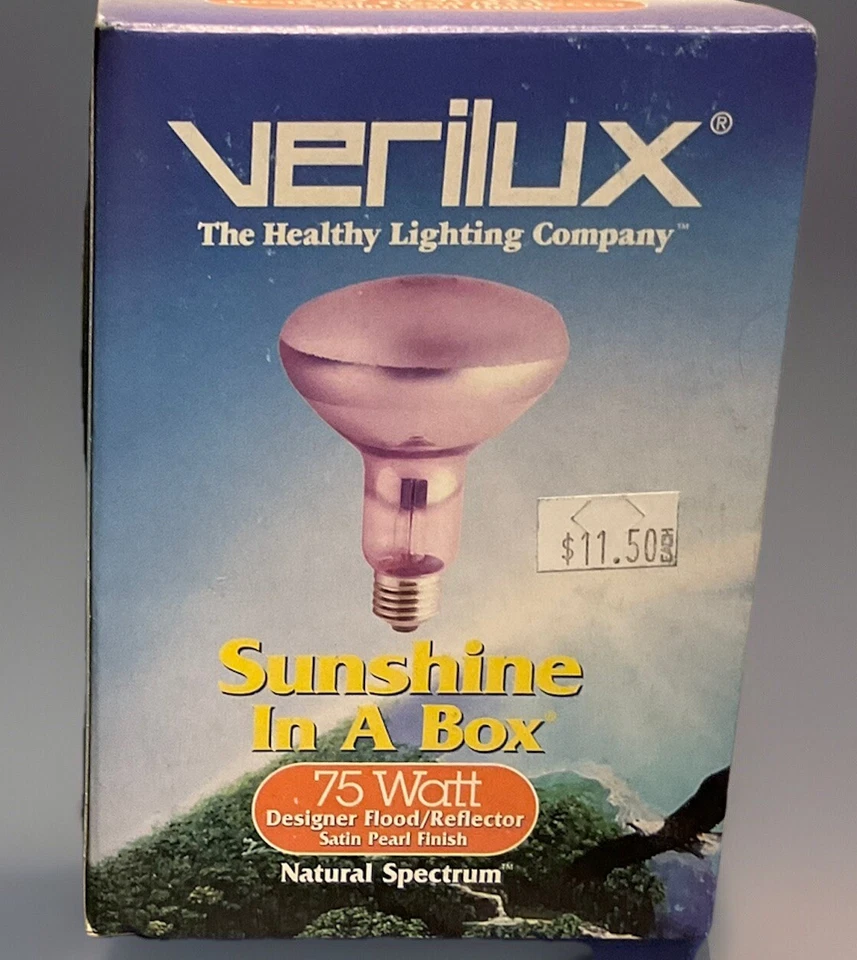 verilux®
The Healthy Lighting Company™
$11.50
Sunshine
In A Box®
75 Watt
Designer Flood/Reflector
Satin Pearl Finish
Natural Spectrum™